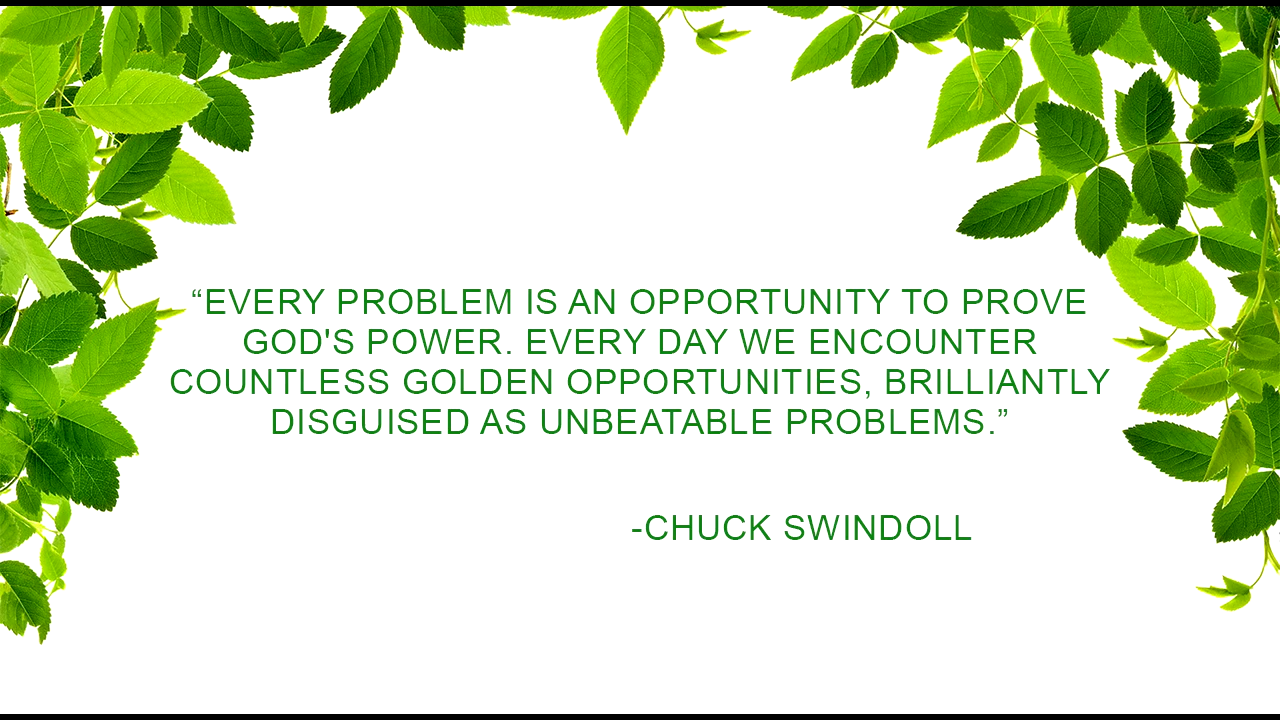 “EVERY PROBLEM IS AN OPPORTUNITY TO PROVE
GOD'S POWER. EVERY DAY WE ENCOUNTER
COUNTLESS GOLDEN OPPORTUNITIES, BRILLIANTLY
DISGUISED AS UNBEATABLE PROBLEMS.”
-CHUCK SWINDOLL